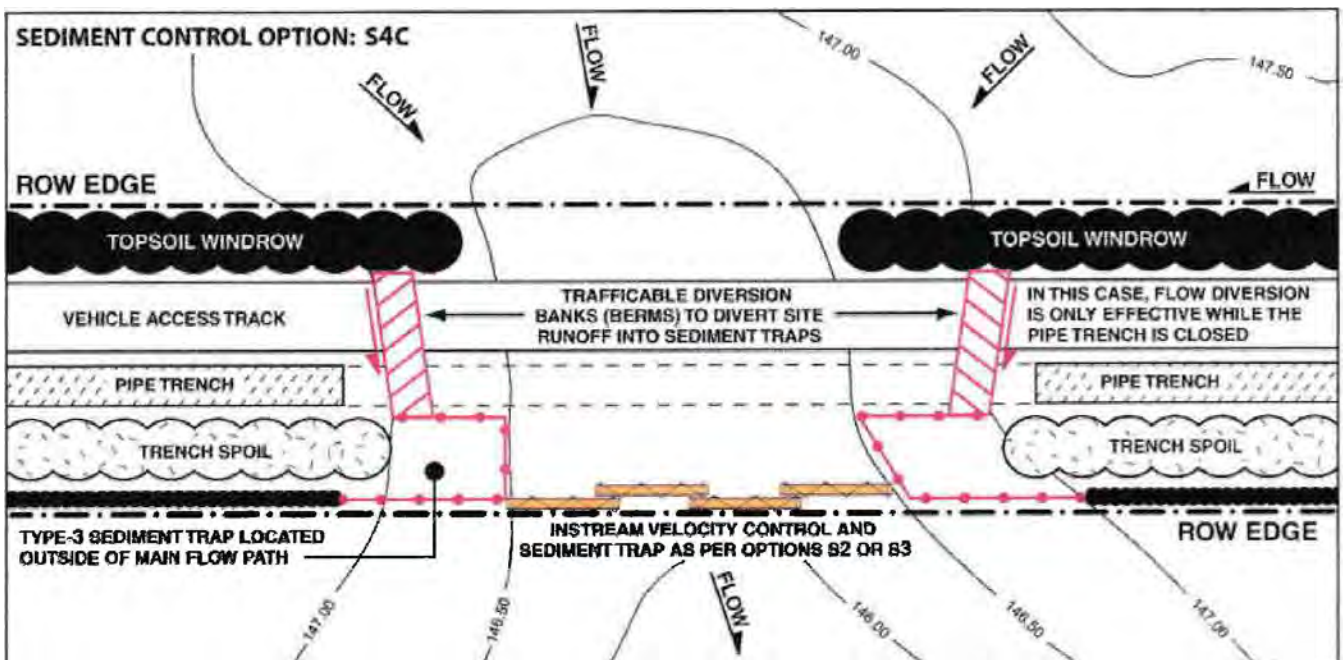 SEDIMENT CONTROL OPTION: S4C
FLOW
FLOW
147.00
FLOW
147.50
ROW EDGE
FLOW
TOPSOIL WINDROW
TOPSOIL WINDROW
VEHICLE ACCESS TRACK
TRAFFICABLE DIVERSION
BANKS (BERMS) TO DIVERT SITE
RUNOFF INTO SEDIMENT TRAPS
IN THIS CASE, FLOW DIVERSION
IS ONLY EFFECTIVE WHILE THE
PIPE TRENCH IS CLOSED
PIPE TRENCH
PIPE TRENCH
TRENCH SPOIL
TRENCH SPOIL
TYPE-3 SEDIMENT TRAP LOCATED
OUTSIDE OF MAIN FLOW PATH
INSTREAM VELOCITY CONTROL AND
SEDIMENT TRAP AS PER OPTIONS S2 OR S3
ROW EDGE
147.00
146.50
FLOW
146.00
146.50
147.00